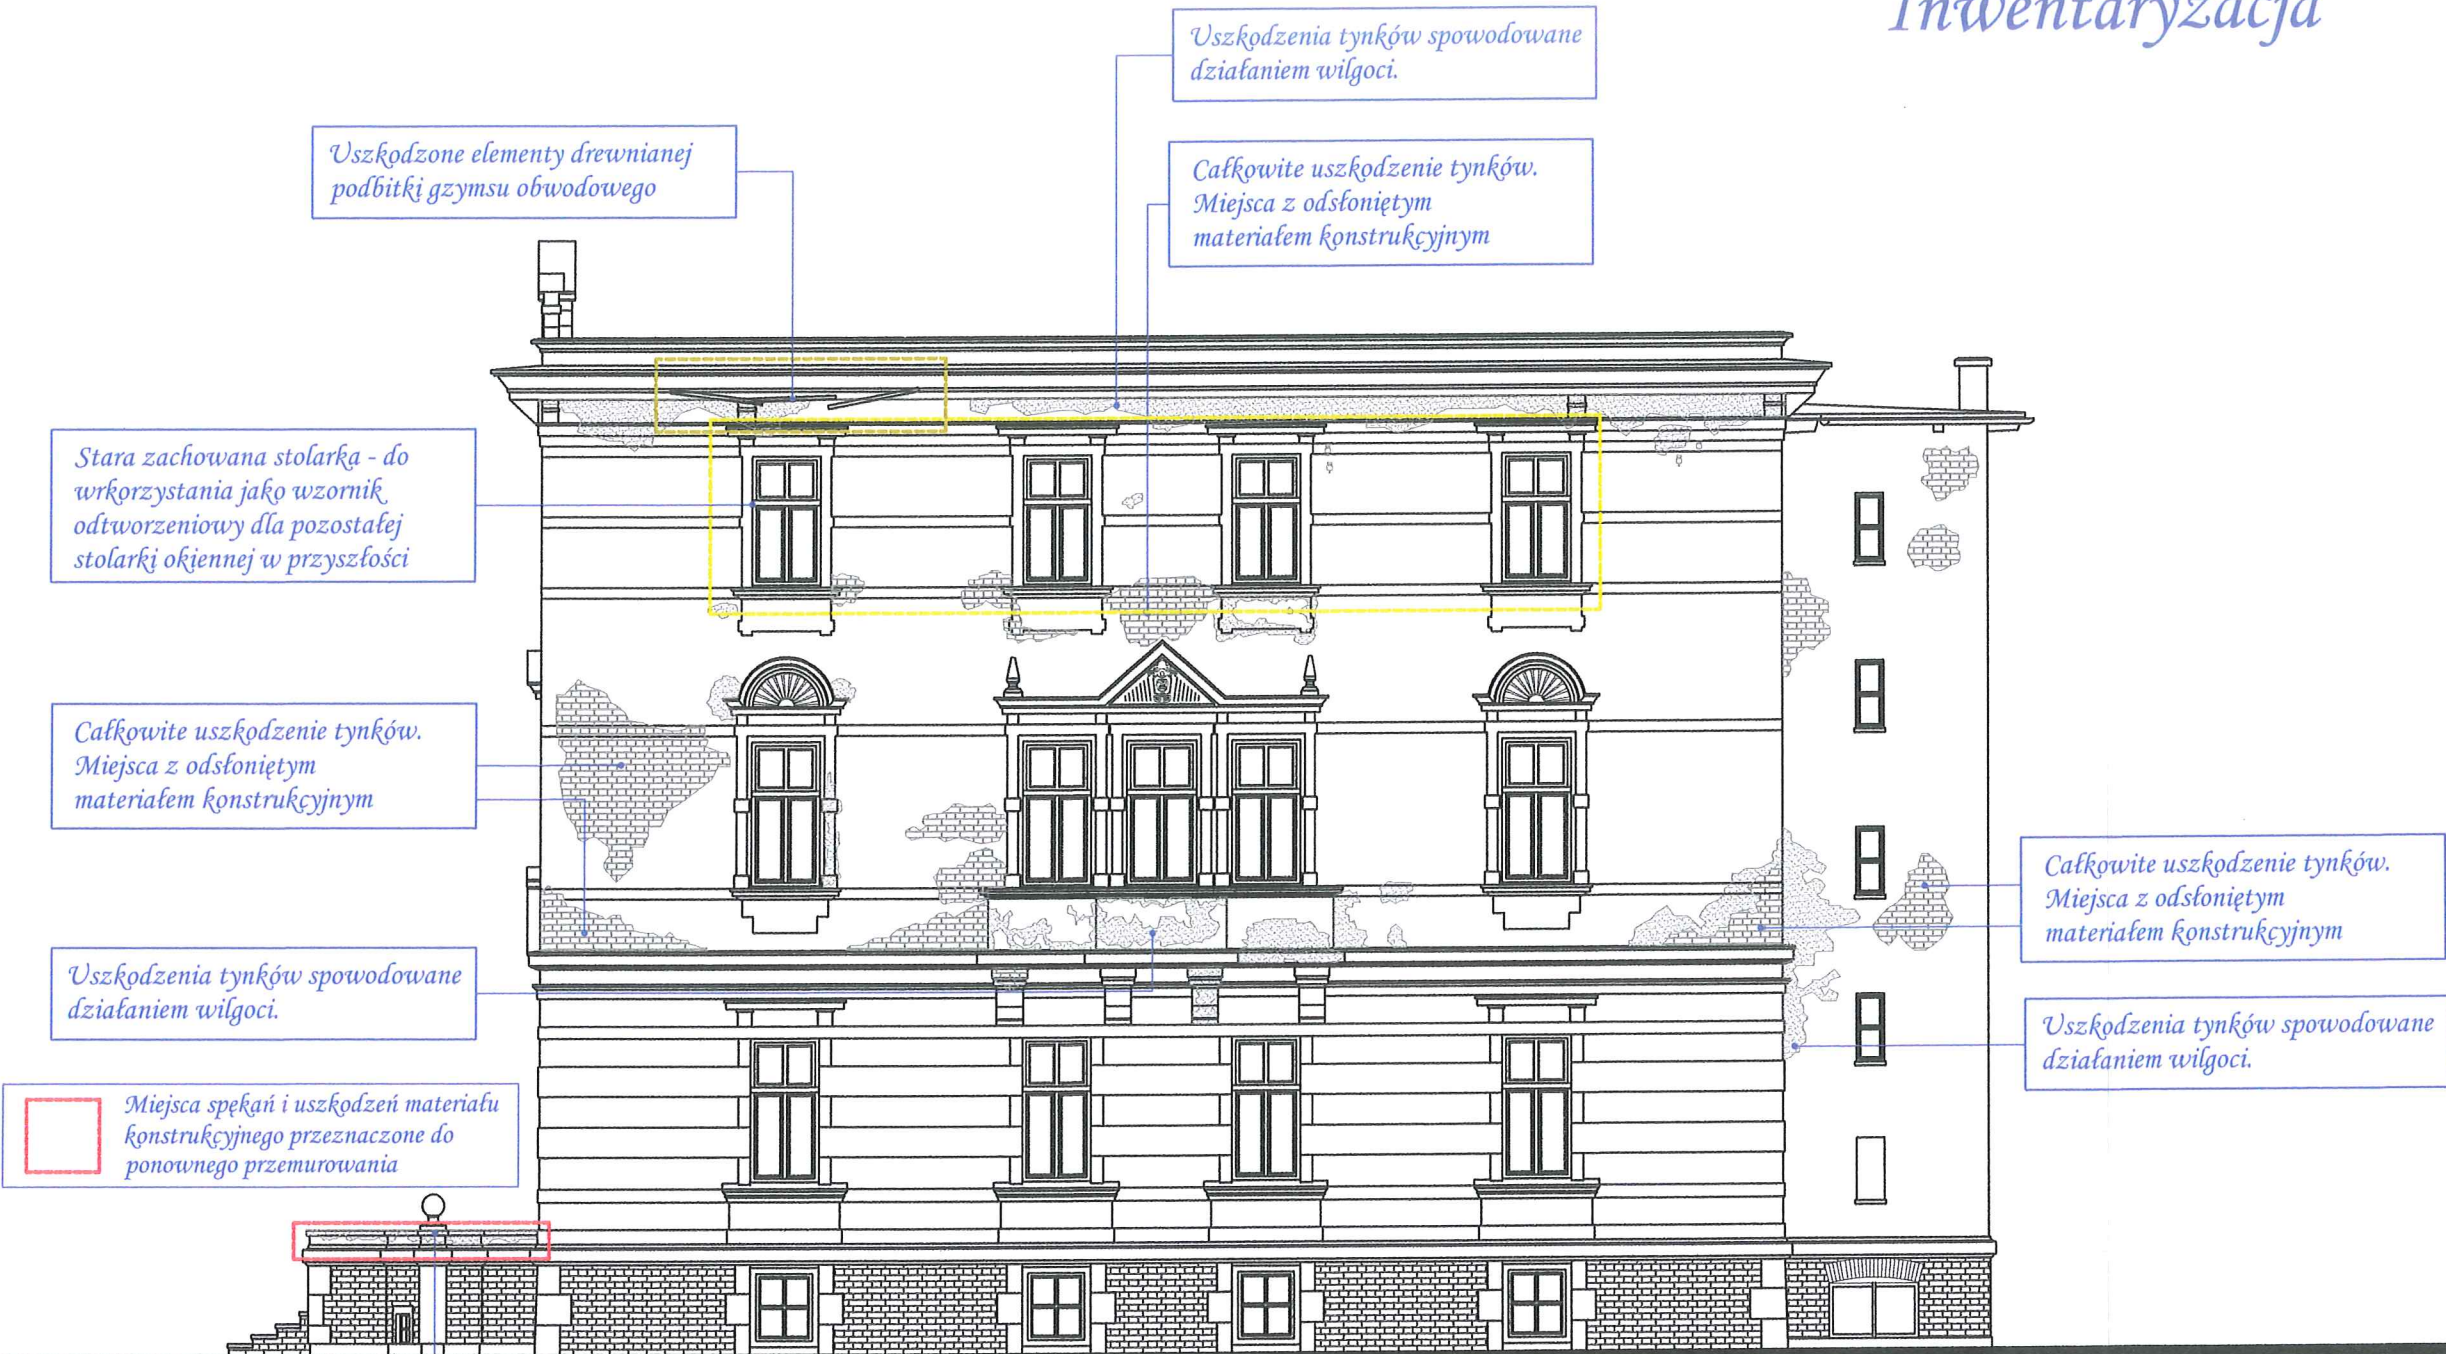 Inwentaryzacja
Uszkodzenia tynków spowodowane
działaniem wilgoci.
Uszkodzone elementy drewnianej
podbitki gzymsu obwodowego
Całkowite uszkodzenie tynków.
Miejsca z odsłoniętym
materiałem konstrukcyjnym
Stara zachowana stolarka - do
wrkorzystania jako wzornik
odtworzeniowy dla pozostałej
stolarki okiennej w przyszłości
Całkowite uszkodzenie tynków.
Miejsca z odsłoniętym
materiałem konstrukcyjnym
Całkowite uszkodzenie tynków.
Miejsca z odsłoniętym
materiałem konstrukcyjnym
Uszkodzenia tynków spowodowane
działaniem wilgoci.
Uszkodzenia tynków spowodowane
działaniem wilgoci.
Miejsca spękań i uszkodzeń materiału
konstrukcyjnego przeznaczone do
ponownego przemurowania